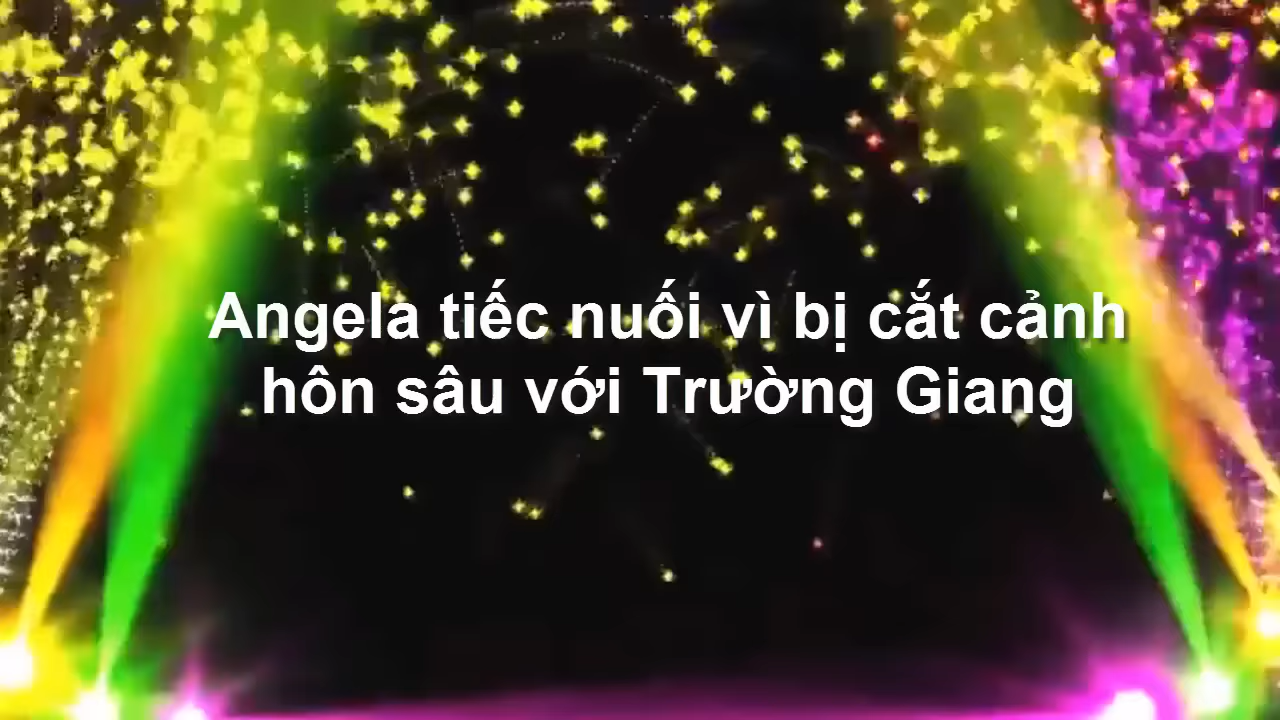 Angela tiếc nuối vì bị cắt cảnh
hôn sâu với Trường Giang